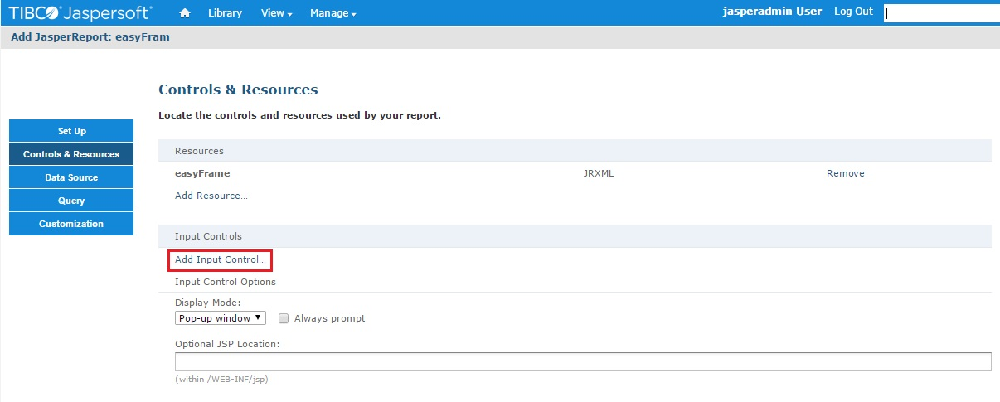 TIBCO Jaspersoft® Library View Manage jasperadmin User Log Out
Add JasperReport: easyFram
Controls & Resources
Locate the controls and resources used by your report.
Set Up
Controls & Resources
Data Source
Query
Customization
Resources
easyFrame JRXML Remove
Add Resource...
Input Controls
Add Input Control...
Input Control Options
Display Mode:
Pop-up window Always prompt
Optional JSP Location:
(within /WEB-INF/jsp)